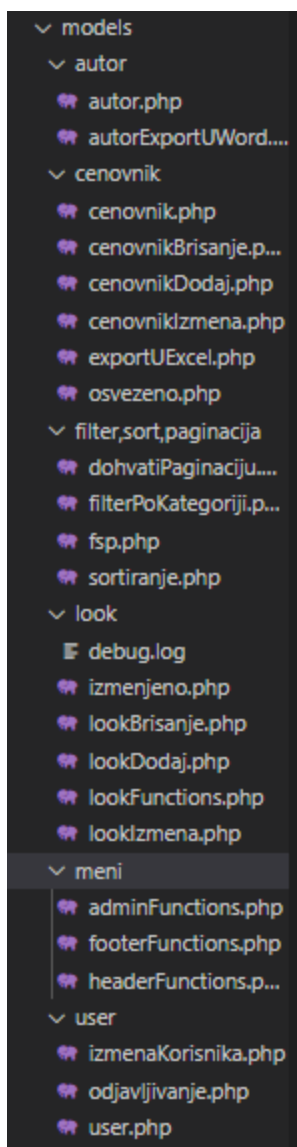 models
autor
autor.php
autorExportUWord....
cenovnik
cenovnik.php
cenovnikBrisanje.p...
cenovnikDodaj.php
cenovnikIzmena.php
exportUExcel.php
osvezeno.php
filter,sort,paginacija
dohvatiPaginaciju....
filterPoKategoriji.p...
fsp.php
sortiranje.php
look
debug.log
izmenjeno.php
lookBrisanje.php
lookDodaj.php
lookFunctions.php
lookIzmena.php
meni
adminFunctions.php
footerFunctions.php
headerFunctions.p...
user
izmenaKorisnika.php
odjavljivanje.php
user.php